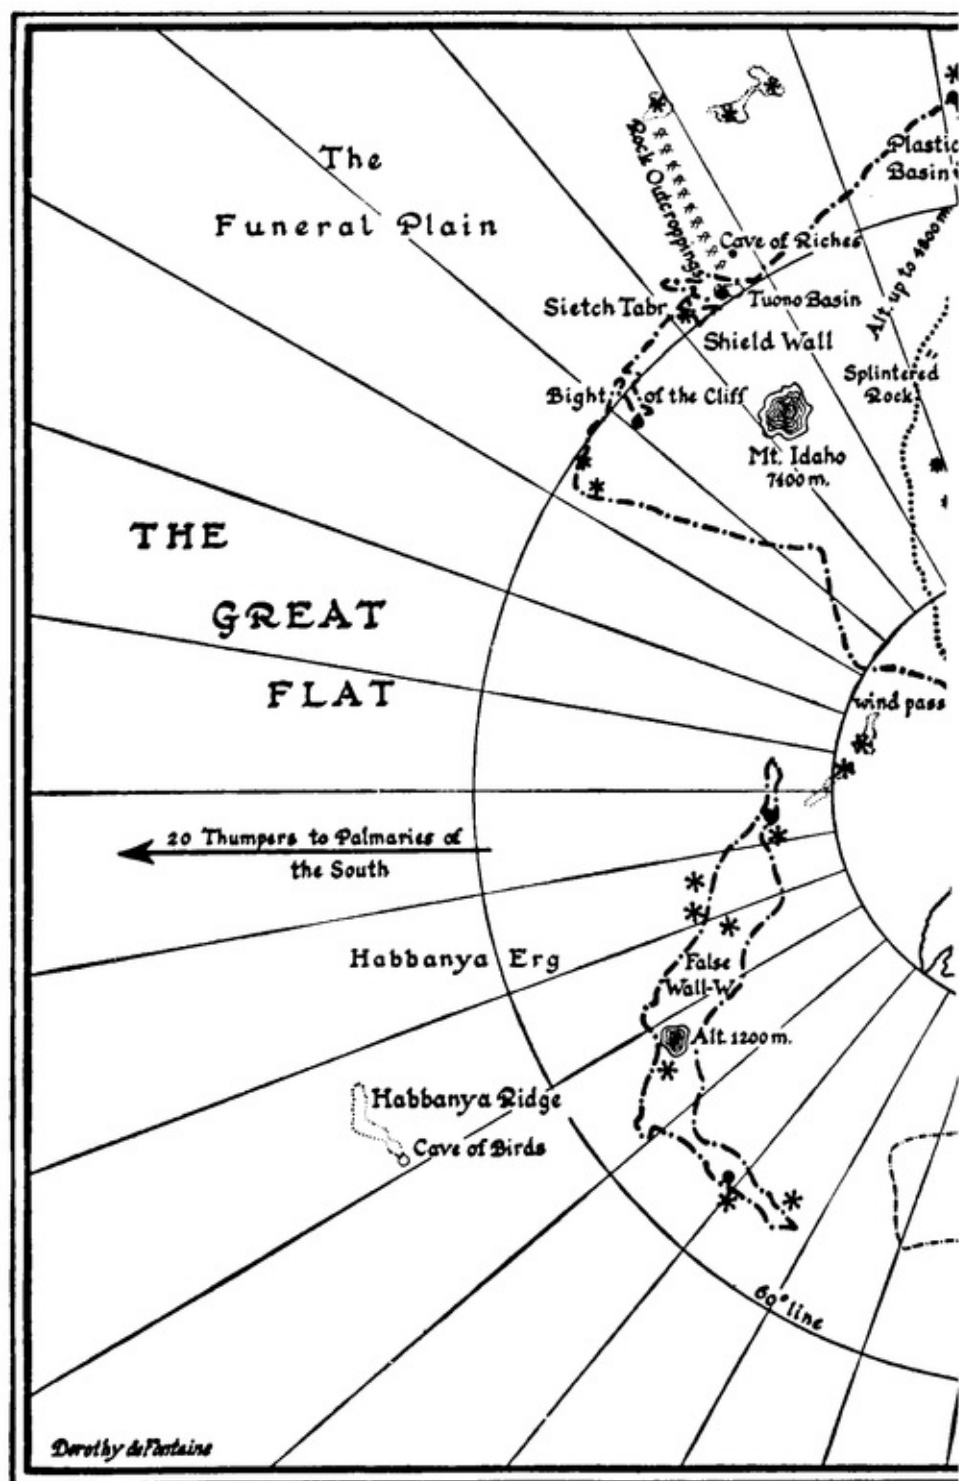 The
Funeral Plain
Rock Outcroppings
Plastic
Basin
Cave of Riches
Sietch Tabr
Tuono Basin
Shield Wall
Alt. up to 4800 m.
Splintered
Rock
Bight of the Cliff
Mt. Idaho
7400 m.
THE
GREAT
FLAT
wind pass
20 Thumpers to Palmaries of
the South
Habbanya Erg
False
Wall-W
Alt. 1200 m.
Habbanya Ridge
Cave of Birds
60° line
Dorothy de Fontaine